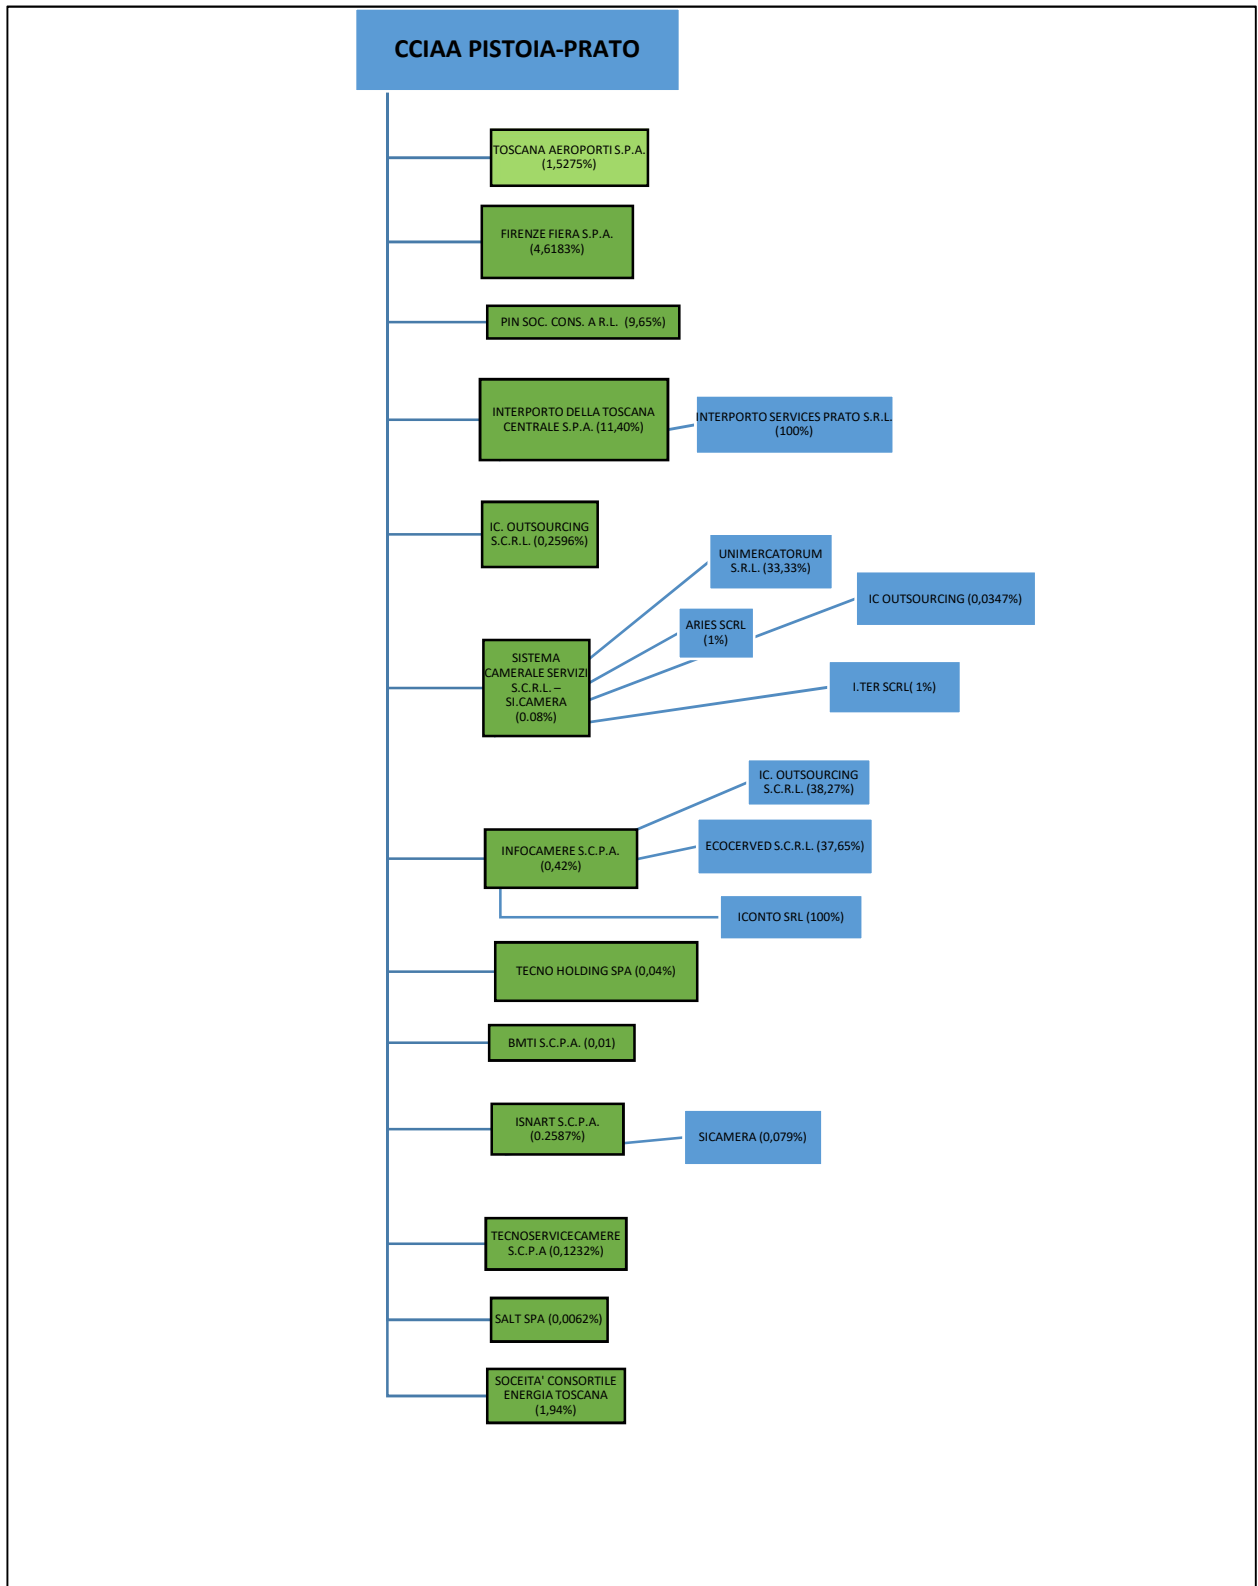 CCIAA PISTOIA-PRATO
TOSCANA AEROPORTI S.P.A.
(1,5275%)
FIRENZE FIERA S.P.A.
(4,6183%)
PIN SOC. CONS. A R.L. (9,65%)
INTERPORTO DELLA TOSCANA
CENTRALE S.P.A. (11,40%)
INTERPORTO SERVICES PRATO S.R.L.
(100%)
IC. OUTSOURCING
S.C.R.L. (0,2596%)
SISTEMA
CAMERALE SERVIZI
S.C.R.L. –
SI.CAMERA
(0.08%)
UNIMERCATORUM
S.R.L. (33,33%)
IC OUTSOURCING (0,0347%)
ARIES SCRL
(1%)
I.TER SCRL( 1%)
INFOCAMERE S.C.P.A.
(0,42%)
IC. OUTSOURCING
S.C.R.L. (38,27%)
ECOCERVED S.C.R.L. (37,65%)
ICONTO SRL (100%)
TECNO HOLDING SPA (0,04%)
BMTI S.C.P.A. (0,01)
ISNART S.C.P.A.
(0.2587%)
SICAMERA (0,079%)
TECNOSERVICECAMERE
S.C.P.A (0,1232%)
SALT SPA (0,0062%)
SOCEITA' CONSORTILE
ENERGIA TOSCANA
(1,94%)